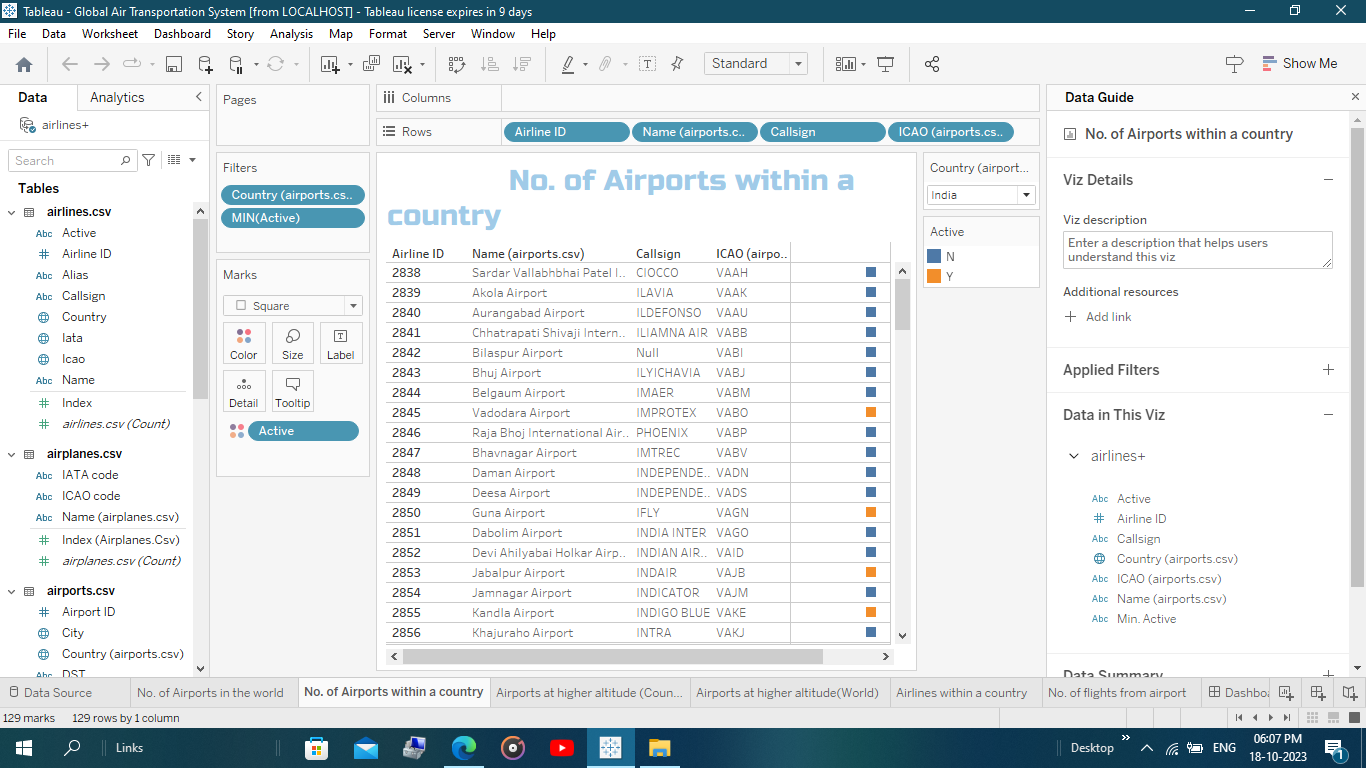 Tableau - Global Air Transportation System [from LOCALHOST] - Tableau license expires in 9 days
File Data Worksheet Dashboard Story Analysis Map Format Server Window Help
Standard
Show Me
Data Analytics
airlines+
Search
Tables
airlines.csv
Abc Active
Airline ID
Abc Alias
Abc Callsign
Country
Iata
Icao
Abc Name
Index
airlines.csv (Count)
airplanes.csv
Abc IATA code
Abc ICAO code
Abc Name (airplanes.csv)
Index (Airplanes.Csv)
airplanes.csv (Count)
airports.csv
Airport ID
City
Country (airports.csv)
DST
Pages
Filters
Country (airports.cs..
MIN(Active)
Marks
Square
Color Size Label
Detail Tooltip
Active
Columns
Rows Airline ID Name (airports.c.. Callsign ICAO (airports.cs..
No. of Airports within a
country
Airline ID Name (airports.csv) Callsign ICAO (airpo..
2838 Sardar Vallabhbhai Patel I.. CIOCCO VAAH
2839 Akola Airport ILAVIA VAAK
2840 Aurangabad Airport ILDEFONSO VAAU
2841 Chhatrapati Shivaji Intern.. ILIAMNA AIR VABB
2842 Bilaspur Airport Null VABI
2843 Bhuj Airport ILYICHAVIA VABJ
2844 Belgaum Airport IMAER VABM
2845 Vadodara Airport IMPROTEX VABO
2846 Raja Bhoj International Air.. PHOENIX VABP
2847 Bhavnagar Airport IMTREC VABV
2848 Daman Airport INDEPENDE.. VADN
2849 Deesa Airport INDEPENDE.. VADS
2850 Guna Airport IFLY VAGN
2851 Dabolim Airport INDIA INTER VAGO
2852 Devi Ahilyabai Holkar Airp.. INDIAN AIR.. VAID
2853 Jabalpur Airport INDAIR VAJB
2854 Jamnagar Airport INDICATOR VAJM
2855 Kandla Airport INDIGO BLUE VAKE
2856 Khajuraho Airport INTRA VAKJ
Country (airport...
India
Active
N
Y
Data Guide
No. of Airports within a country
Viz Details
Viz description
Enter a description that helps users
understand this viz
Additional resources
Add link
Applied Filters
Data in This Viz
airlines+
Abc Active
Airline ID
Abc Callsign
Country (airports.csv)
Abc ICAO (airports.csv)
Abc Name (airports.csv)
Abc Min. Active
Data Summary
Data Source No. of Airports in the world No. of Airports within a country Airports at higher altitude (Coun... Airports at higher altitude(World) Airlines within a country No. of flights from airport Dashbo
129 marks 129 rows by 1 column
Links Desktop ENG 06:07 PM
18-10-2023
1